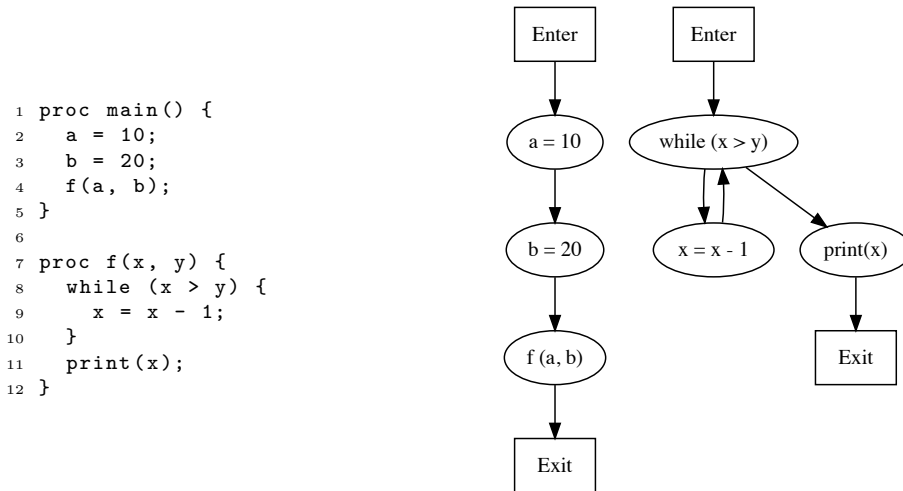 1 proc main() {
2   a = 10;
3   b = 20;
4   f(a, b);
5 }
6
7 proc f(x, y) {
8   while (x > y) {
9     x = x - 1;
10   }
11   print(x);
12 }
Enter
a = 10
b = 20
f (a, b)
Exit
Enter
while (x > y)
x = x - 1
print(x)
Exit